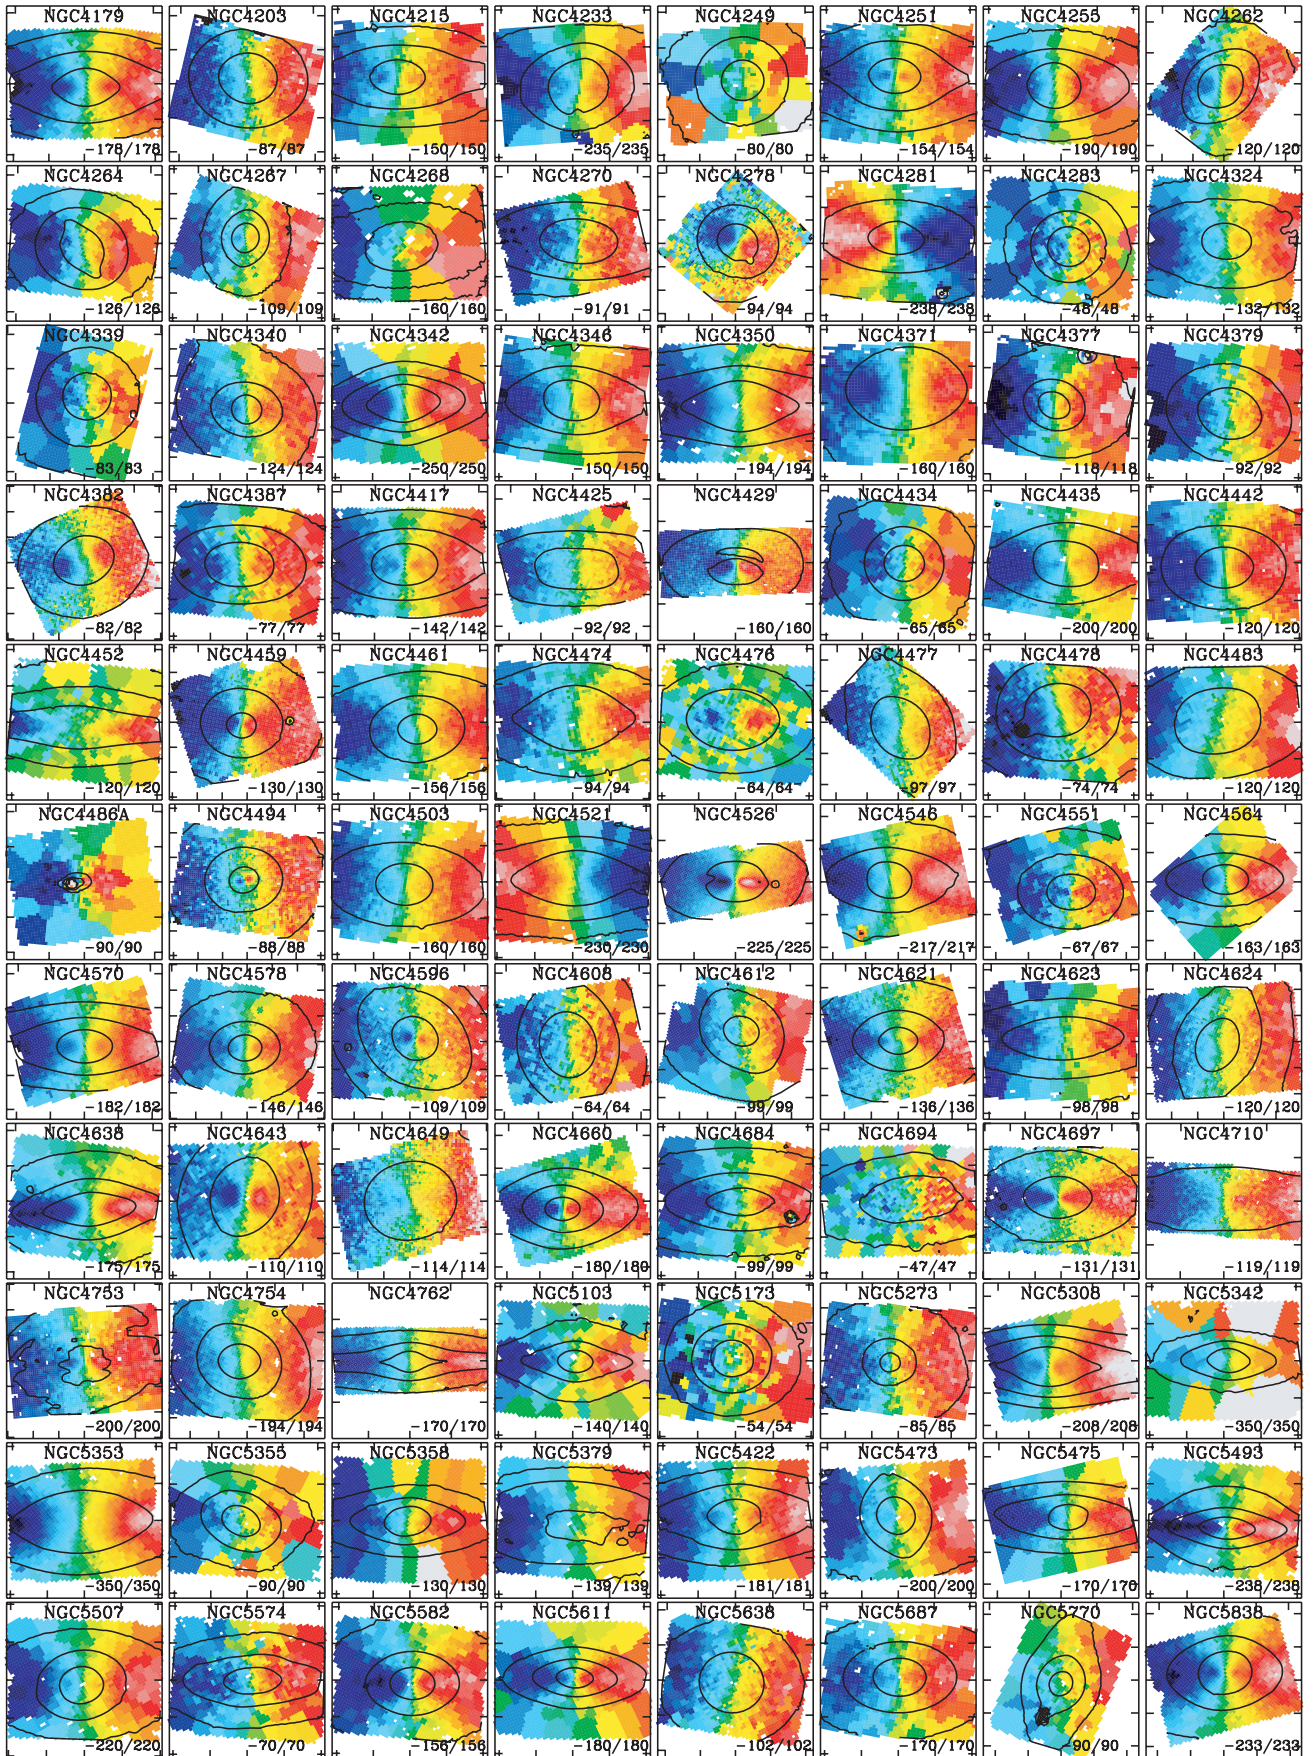 NGC4179 NGC4203 NGC4215 NGC4233 NGC4249 NGC4251 NGC4255 NGC4262
-178/178 -87/87 -150/150 -235/235 -80/80 -154/154 -190/190 -120/120
NGC4264 NGC4267 NGC4268 NGC4270 NGC4278 NGC4281 NGC4283 NGC4324
-126/126 -109/109 -160/160 -91/91 -94/94 -238/238 -48/48 -132/132
NGC4339 NGC4340 NGC4342 NGC4346 NGC4350 NGC4371 NGC4377 NGC4379
-83/83 -124/124 -250/250 -150/150 -194/194 -160/160 -118/118 -92/92
NGC4382 NGC4387 NGC4417 NGC4425 NGC4429 NGC4434 NGC4435 NGC4442
-82/82 -77/77 -142/142 -92/92 -160/160 -65/65 -200/200 -120/120
NGC4452 NGC4459 NGC4461 NGC4474 NGC4476 NGC4477 NGC4478 NGC4483
-120/120 -130/130 -156/156 -94/94 -64/64 -97/97 -74/74 -120/120
NGC4486A NGC4494 NGC4503 NGC4521 NGC4526 NGC4546 NGC4551 NGC4564
-90/90 -88/88 -160/160 -230/230 -225/225 -217/217 -67/67 -163/163
NGC4570 NGC4578 NGC4596 NGC4608 NGC4612 NGC4621 NGC4623 NGC4624
-182/182 -146/146 -109/109 -64/64 -99/99 -136/136 -98/98 -120/120
NGC4638 NGC4643 NGC4649 NGC4660 NGC4684 NGC4694 NGC4697 NGC4710
-175/175 -110/110 -114/114 -180/180 -99/99 -47/47 -131/131 -119/119
NGC4753 NGC4754 NGC4762 NGC5103 NGC5173 NGC5273 NGC5308 NGC5342
-200/200 -194/194 -170/170 -140/140 -54/54 -85/85 -208/208 -350/350
NGC5353 NGC5355 NGC5358 NGC5379 NGC5422 NGC5473 NGC5475 NGC5493
-350/350 -90/90 -130/130 -139/139 -181/181 -200/200 -170/170 -238/238
NGC5507 NGC5574 NGC5582 NGC5611 NGC5638 NGC5687 NGC5770 NGC5838
-220/220 -70/70 -156/156 -180/180 -102/102 -170/170 -90/90 -233/233